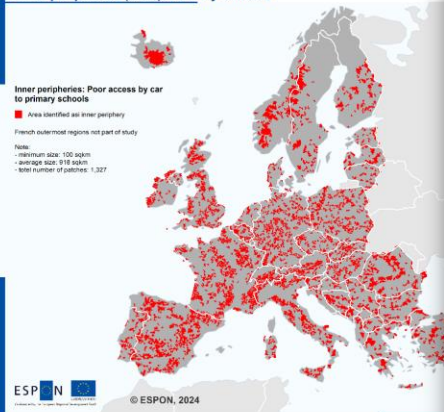 Inner peripheries: Poor access by car
to primary schools
Area identified asi inner periphery
French outermost regions not part of study
Note:
- minimum size: 100 sqkm
- average size: 916 sqkm
- total number of patches: 1,327
ESPON
© ESPON, 2024